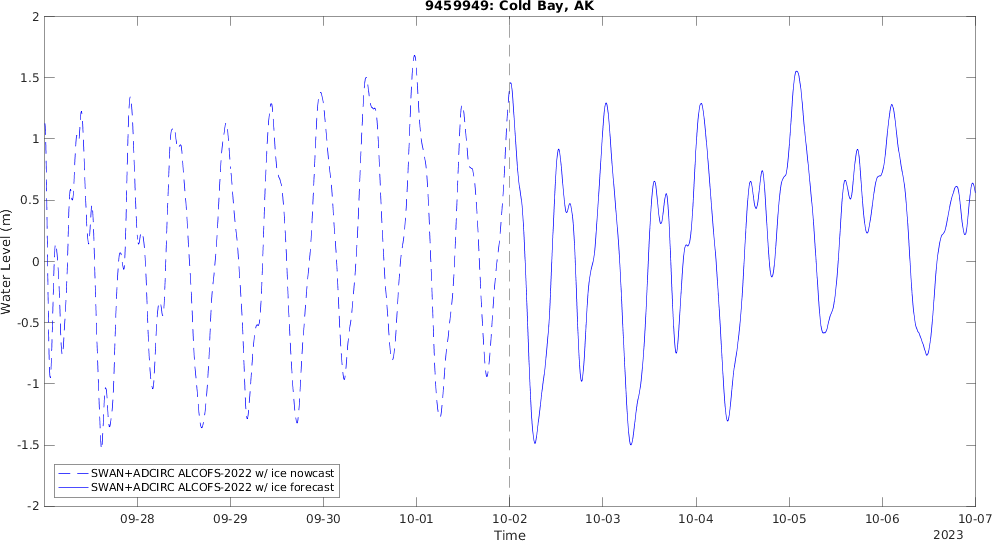 9459949: Cold Bay, AK
Water Level (m)
2
1.5
1
0.5
0
-0.5
-1
-1.5
-2
SWAN+ADCIRC ALCOFS-2022 w/ ice nowcast
SWAN+ADCIRC ALCOFS-2022 w/ ice forecast
09-28 09-29 09-30 10-01 10-02 10-03 10-04 10-05 10-06 10-07
Time
2023